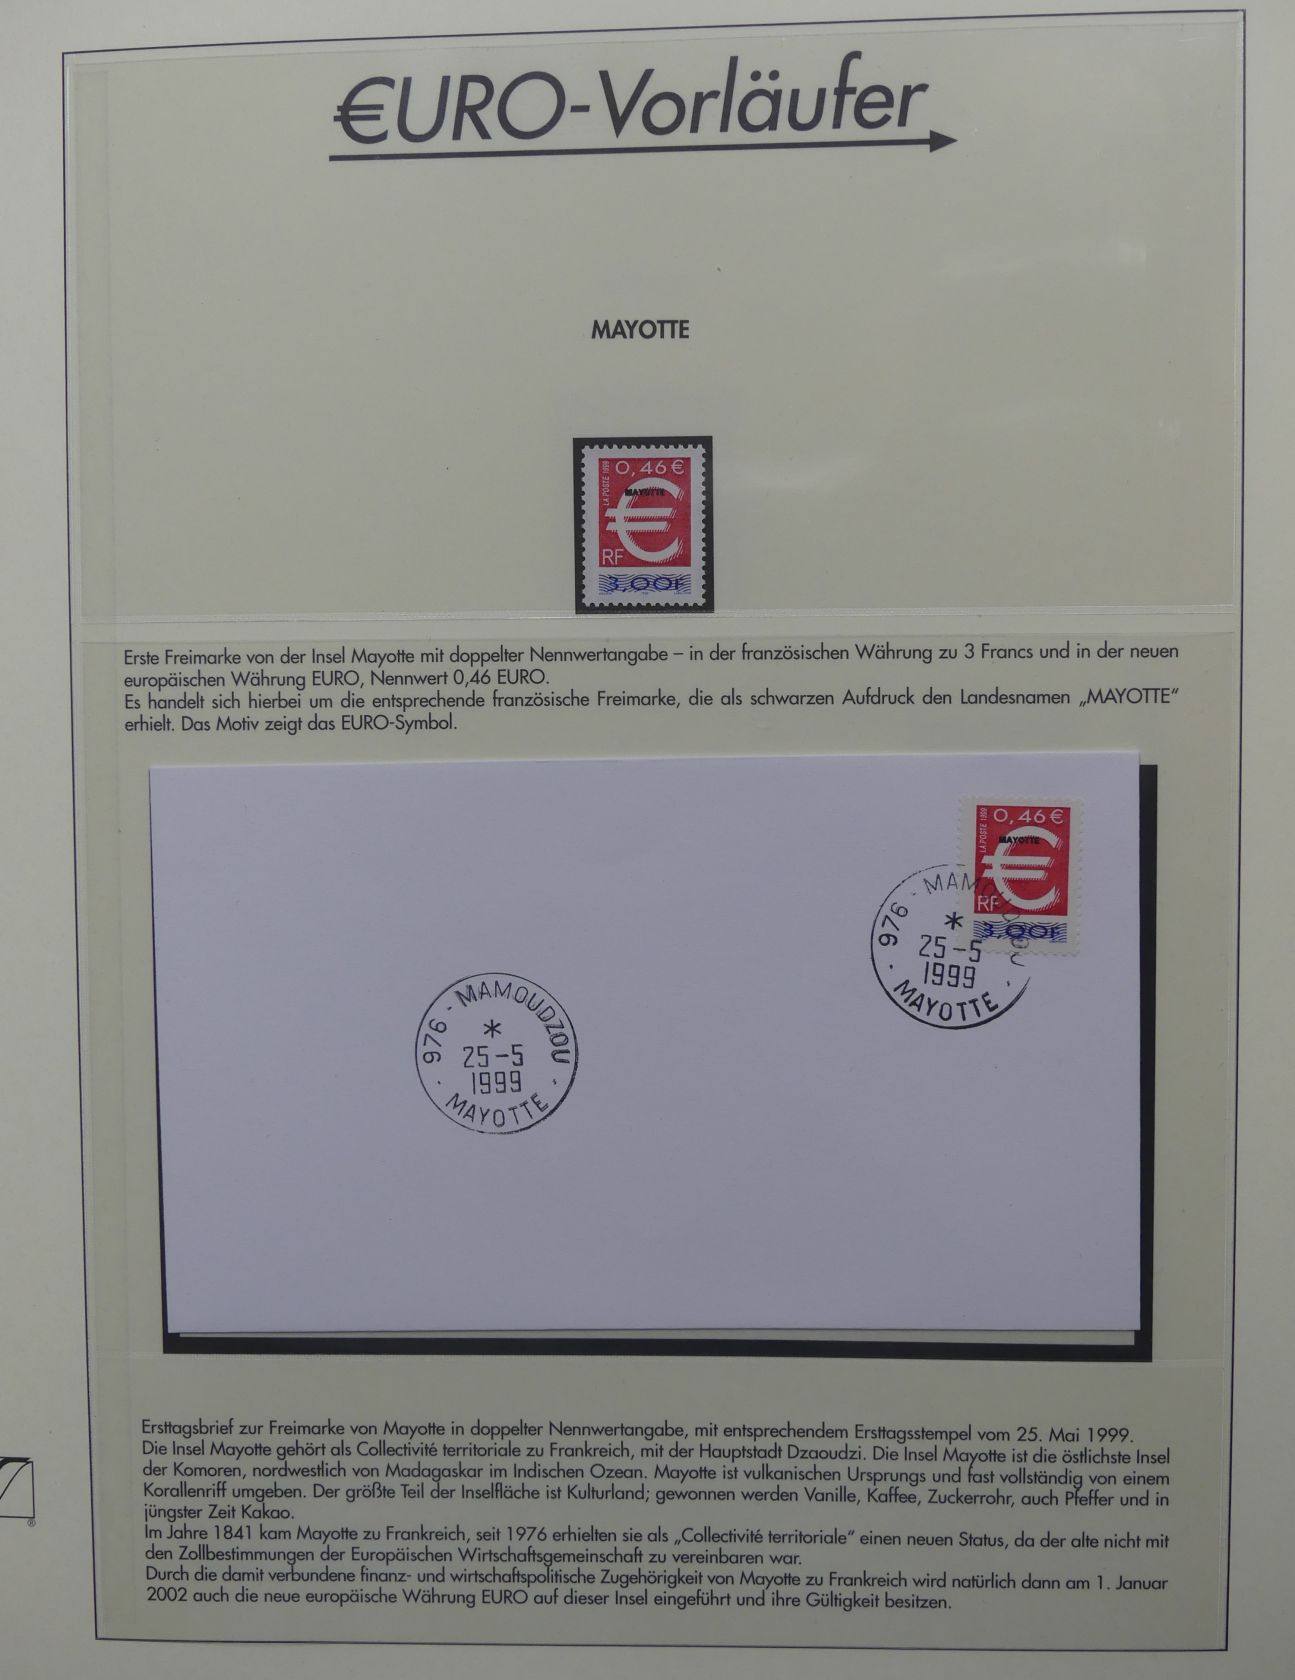 €URO-Vorläufer
MAYOTTE
0,46 €
LA POSTE 1999
MAYOTTE
RF
3,00F
Erste Freimarke von der Insel Mayotte mit doppelter Nennwertangabe – in der französischen Währung zu 3 Francs und in der neuen
europäischen Währung EURO, Nennwert 0,46 EURO.
Es handelt sich hierbei um die entsprechende französische Freimarke, die als schwarzen Aufdruck den Landesnamen „MAYOTTE“
erhielt. Das Motiv zeigt das EURO-Symbol.
0,46 €
LA POSTE 1999
MAYOTTE
RF
3,00F
976 - MAMOUDZOU
*
25-5
1999
· MAYOTTE ·
976 - MAMOUDZOU
*
25-5
1999
· MAYOTTE ·
Ersttagsbrief zur Freimarke von Mayotte in doppelter Nennwertangabe, mit entsprechendem Ersttagsstempel vom 25. Mai 1999.
Die Insel Mayotte gehört als Collectivité territoriale zu Frankreich, mit der Hauptstadt Dzaoudzi. Die Insel Mayotte ist die östlichste Insel
der Komoren, nordwestlich von Madagaskar im Indischen Ozean. Mayotte ist vulkanischen Ursprungs und fast vollständig von einem
Korallenriff umgeben. Der größte Teil der Inselfläche ist Kulturland; gewonnen werden Vanille, Kaffee, Zuckerrohr, auch Pfeffer und in
jüngster Zeit Kakao.
Im Jahre 1841 kam Mayotte zu Frankreich, seit 1976 erhielten sie als „Collectivité territoriale“ einen neuen Status, da der alte nicht mit
den Zollbestimmungen der Europäischen Wirtschaftsgemeinschaft zu vereinbaren war.
Durch die damit verbundene finanz- und wirtschaftspolitische Zugehörigkeit von Mayotte zu Frankreich wird natürlich dann am 1. Januar
2002 auch die neue europäische Währung EURO auf dieser Insel eingeführt und ihre Gültigkeit besitzen.
®